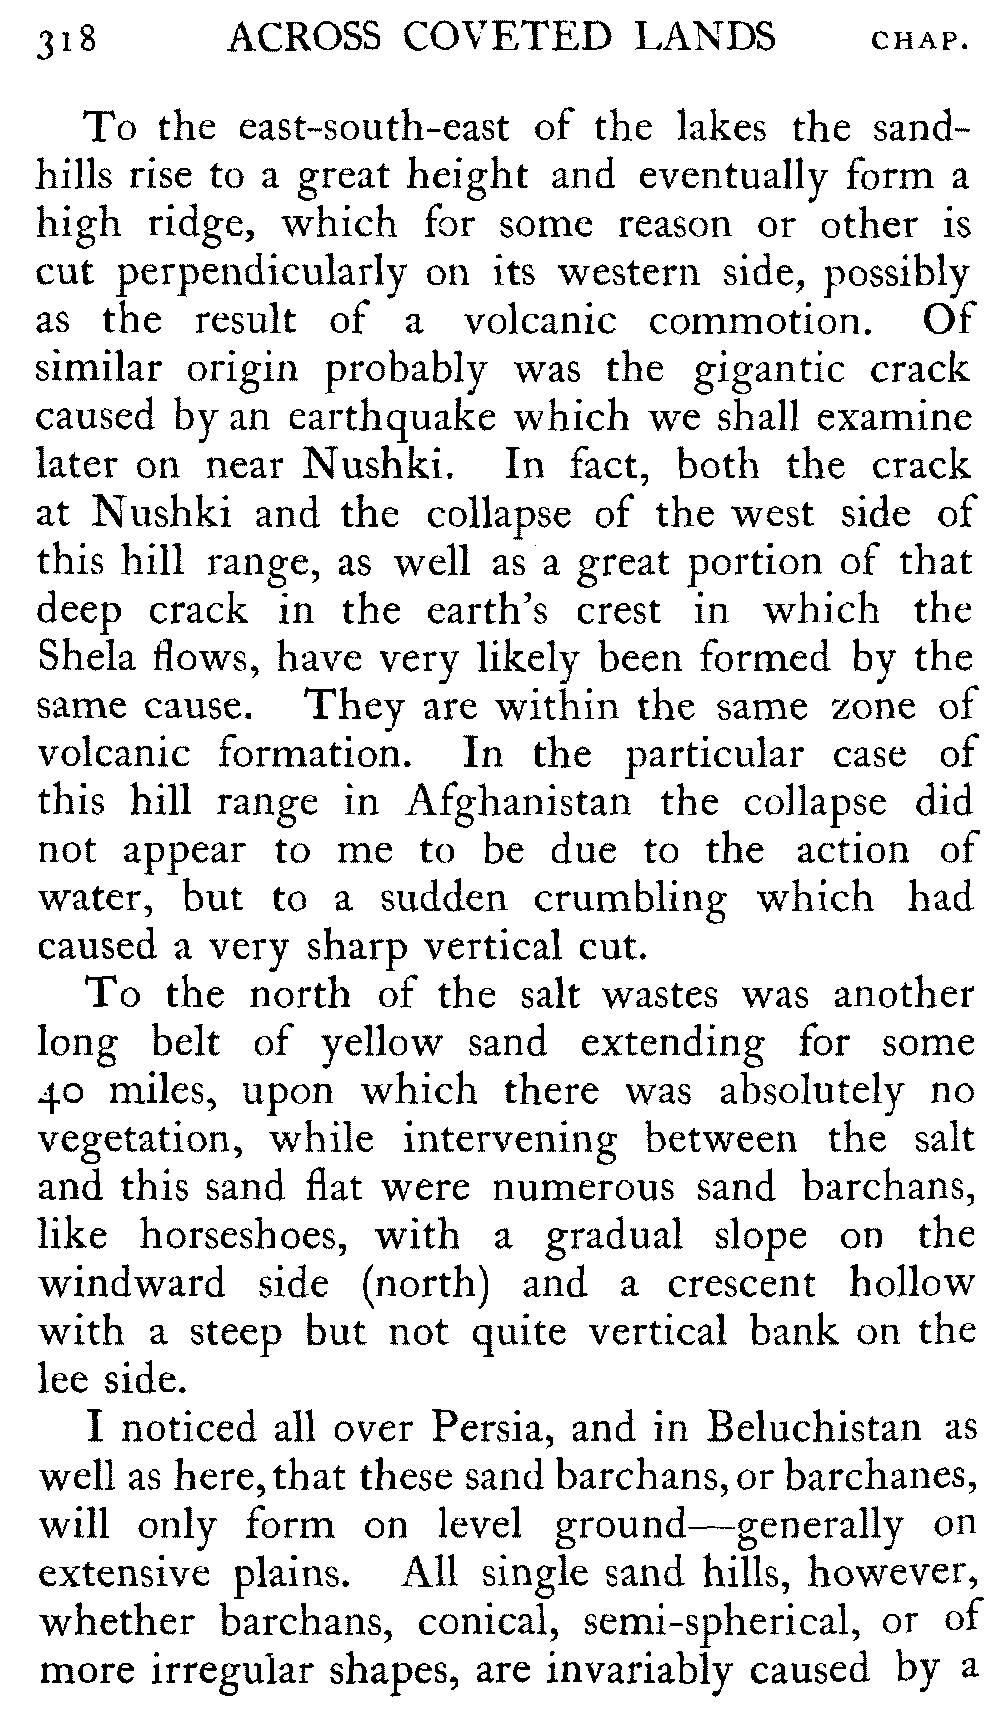 318 ACROSS COVETED LANDS CHAP.
To the east-south-east of the lakes the sand-
hills rise to a great height and eventually form a
high ridge, which for some reason or other is
cut perpendicularly on its western side, possibly
as the result of a volcanic commotion. Of
similar origin probably was the gigantic crack
caused by an earthquake which we shall examine
later on near Nushki. In fact, both the crack
at Nushki and the collapse of the west side of
this hill range, as well as a great portion of that
deep crack in the earth's crest in which the
Shela flows, have very likely been formed by the
same cause. They are within the same zone of
volcanic formation. In the particular case of
this hill range in Afghanistan the collapse did
not appear to me to be due to the action of
water, but to a sudden crumbling which had
caused a very sharp vertical cut.
To the north of the salt wastes was another
long belt of yellow sand extending for some
40 miles, upon which there was absolutely no
vegetation, while intervening between the salt
and this sand flat were numerous sand barchans,
like horseshoes, with a gradual slope on the
windward side (north) and a crescent hollow
with a steep but not quite vertical bank on the
lee side.
I noticed all over Persia, and in Beluchistan as
well as here, that these sand barchans, or barchanes,
will only form on level ground—generally on
extensive plains. All single sand hills, however,
whether barchans, conical, semi-spherical, or of
more irregular shapes, are invariably caused by a